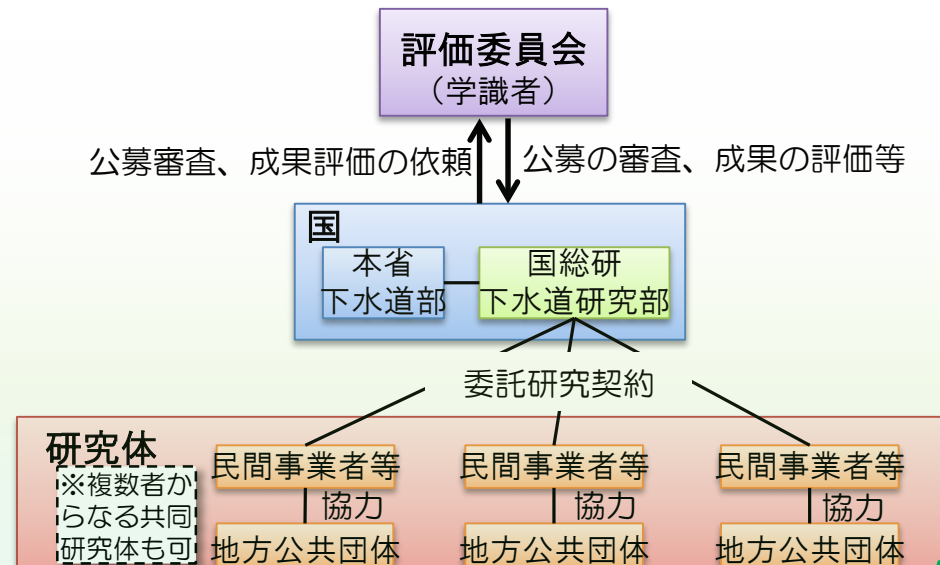 評価委員会
（学識者）
公募審査、成果評価の依頼
公募の審査、成果の評価等
国
本省
下水道部
国総研
下水道研究部
委託研究契約
研究体
※複数者か
らなる共同
研究体も可
民間事業者等
協力
地方公共団体
民間事業者等
協力
地方公共団体
民間事業者等
協力
地方公共団体